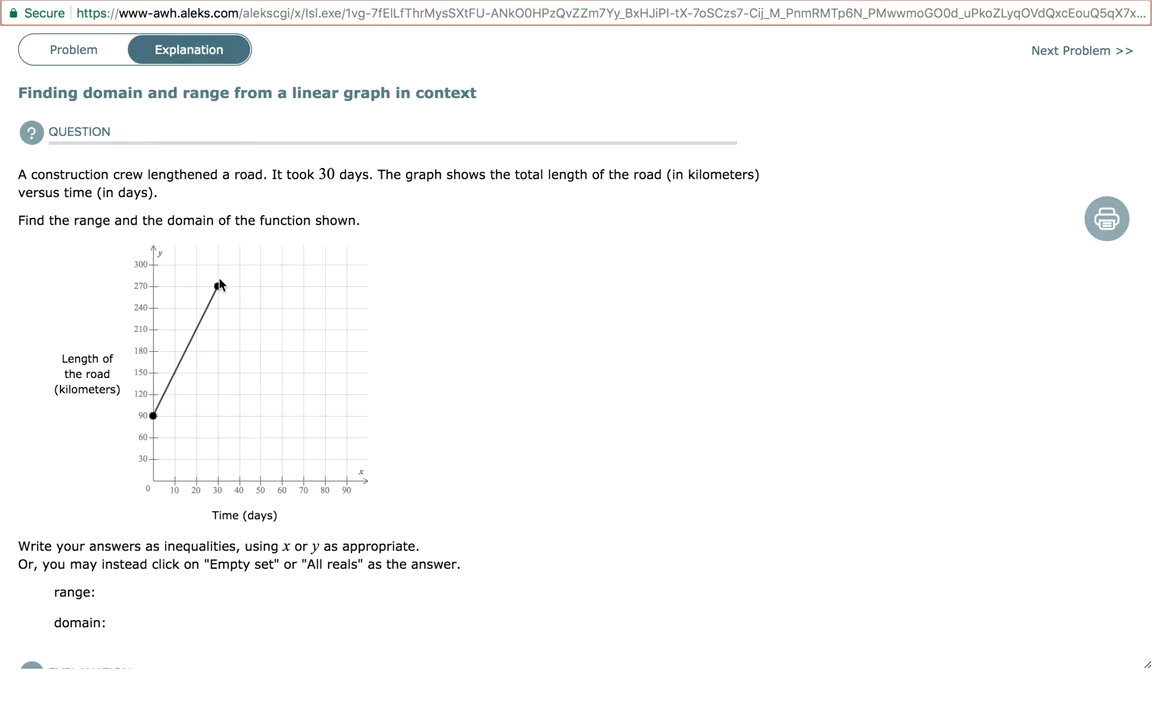 Secure https://www-awh.aleks.com/alekscgi/x/Isl.exe/1vg-7fElLfThrMysSXtFU-ANkO0HPzQvZZm7Yy_BxHJiPI-tX-7oSCzs7-Cij_M_PnmRMTp6N_PMwwmoGO0d_uPkoZLyqOVdQxcEouQ5qX7x...
Problem Explanation Next Problem >>
Finding domain and range from a linear graph in context
? QUESTION
A construction crew lengthened a road. It took 30 days. The graph shows the total length of the road (in kilometers)
versus time (in days).
Find the range and the domain of the function shown.
y
300
270
240
210
180
150
120
90
60
30
Length of
the road
(kilometers)
x
0 10 20 30 40 50 60 70 80 90
Time (days)
Write your answers as inequalities, using x or y as appropriate.
Or, you may instead click on "Empty set" or "All reals" as the answer.
range:
domain: